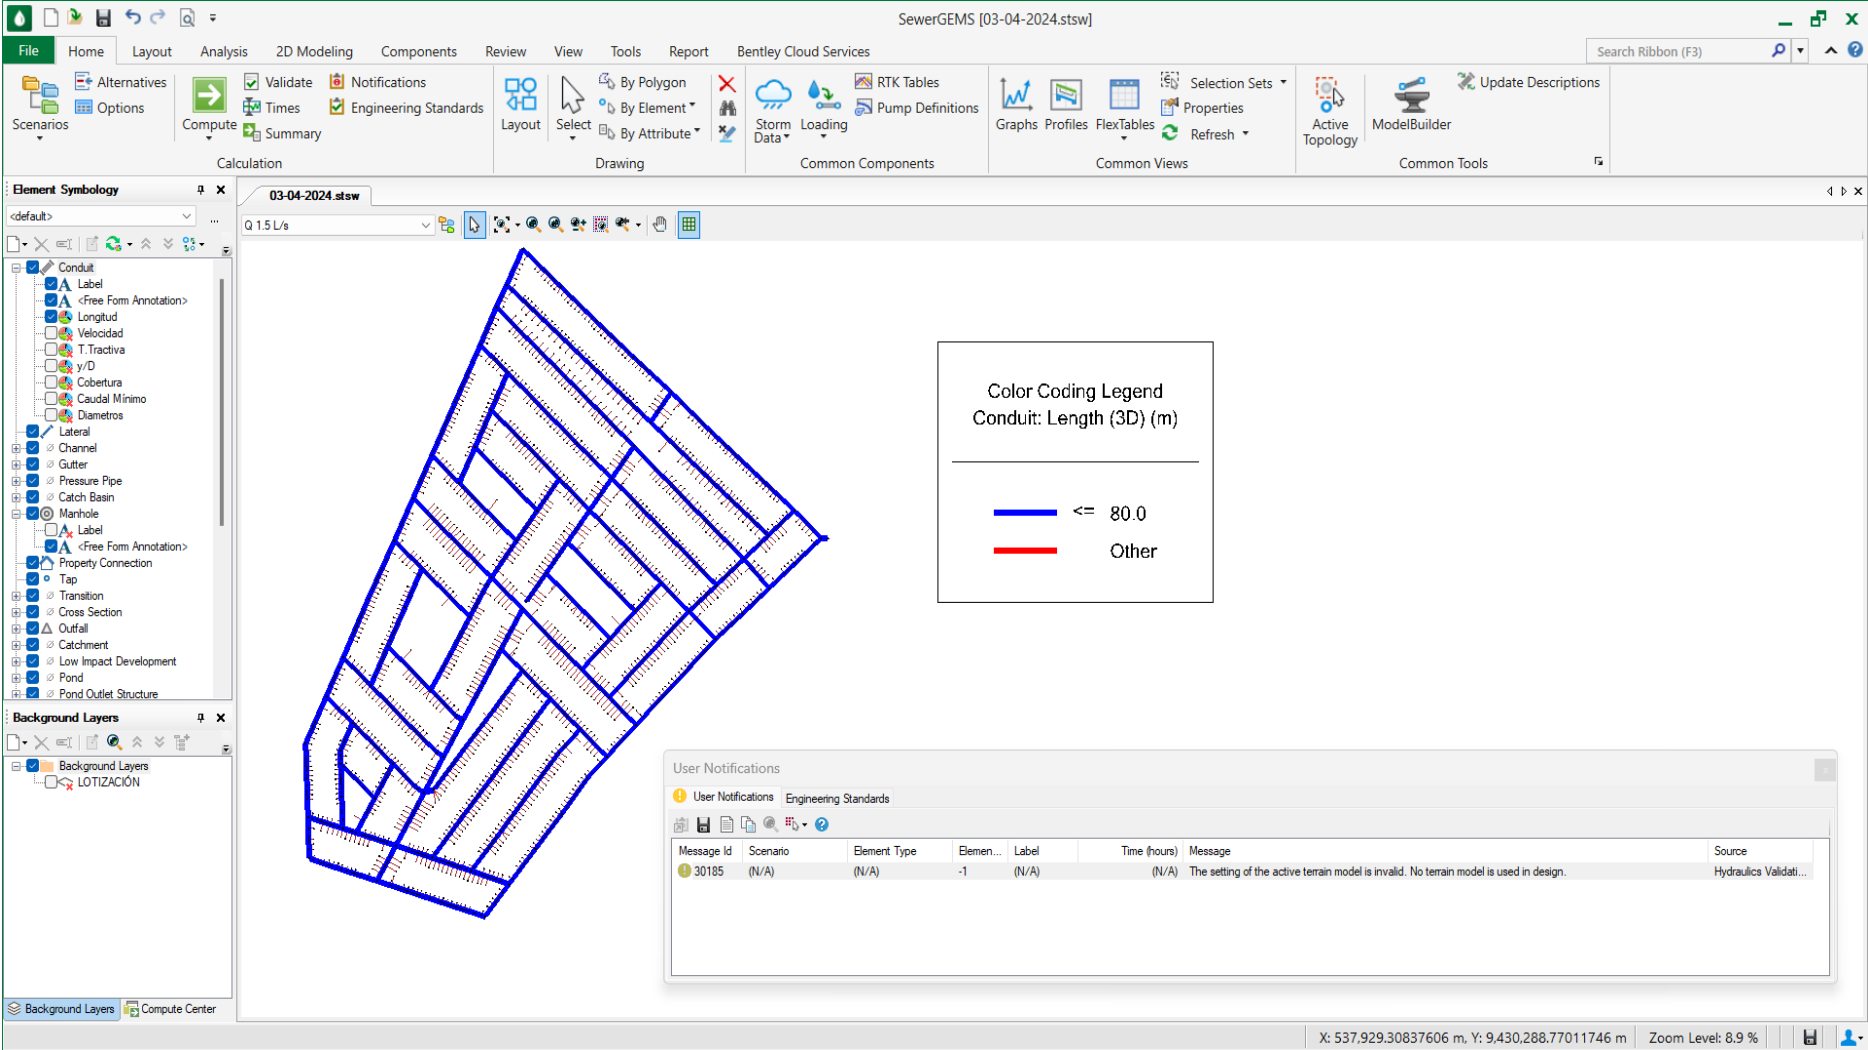 SewerGEMS [03-04-2024.stsw]
File Home Layout Analysis 2D Modeling Components Review View Tools Report Bentley Cloud Services
Search Ribbon (F3)
Scenarios
Alternatives
Options
Compute
Validate
Times
Summary
Notifications
Engineering Standards
Calculation
Layout
Select
By Polygon
By Element
By Attribute
Drawing
Storm Data
Loading
RTK Tables
Pump Definitions
Common Components
Graphs
Profiles
FlexTables
Selection Sets
Properties
Refresh
Common Views
Active Topology
ModelBuilder
Update Descriptions
Common Tools
Element Symbology
<default>
Conduit
Label
<Free Form Annotation>
Longitud
Velocidad
T.Tractiva
y/D
Cobertura
Caudal Mínimo
Diametros
Lateral
Channel
Gutter
Pressure Pipe
Catch Basin
Manhole
Label
<Free Form Annotation>
Property Connection
Tap
Transition
Cross Section
Outfall
Catchment
Low Impact Development
Pond
Pond Outlet Structure
Background Layers
Background Layers
LOTIZACIÓN
Background Layers
Compute Center
03-04-2024.stsw
Q 1.5 L/s
Color Coding Legend
Conduit: Length (3D) (m)
<= 80.0
Other
User Notifications
User Notifications Engineering Standards
Message Id Scenario Element Type Elemen... Label Time (hours) Message Source
30185 (N/A) (N/A) -1 (N/A) (N/A) The setting of the active terrain model is invalid. No terrain model is used in design. Hydraulics Validati...
X: 537,929.30837606 m, Y: 9,430,288.77011746 m Zoom Level: 8.9 %